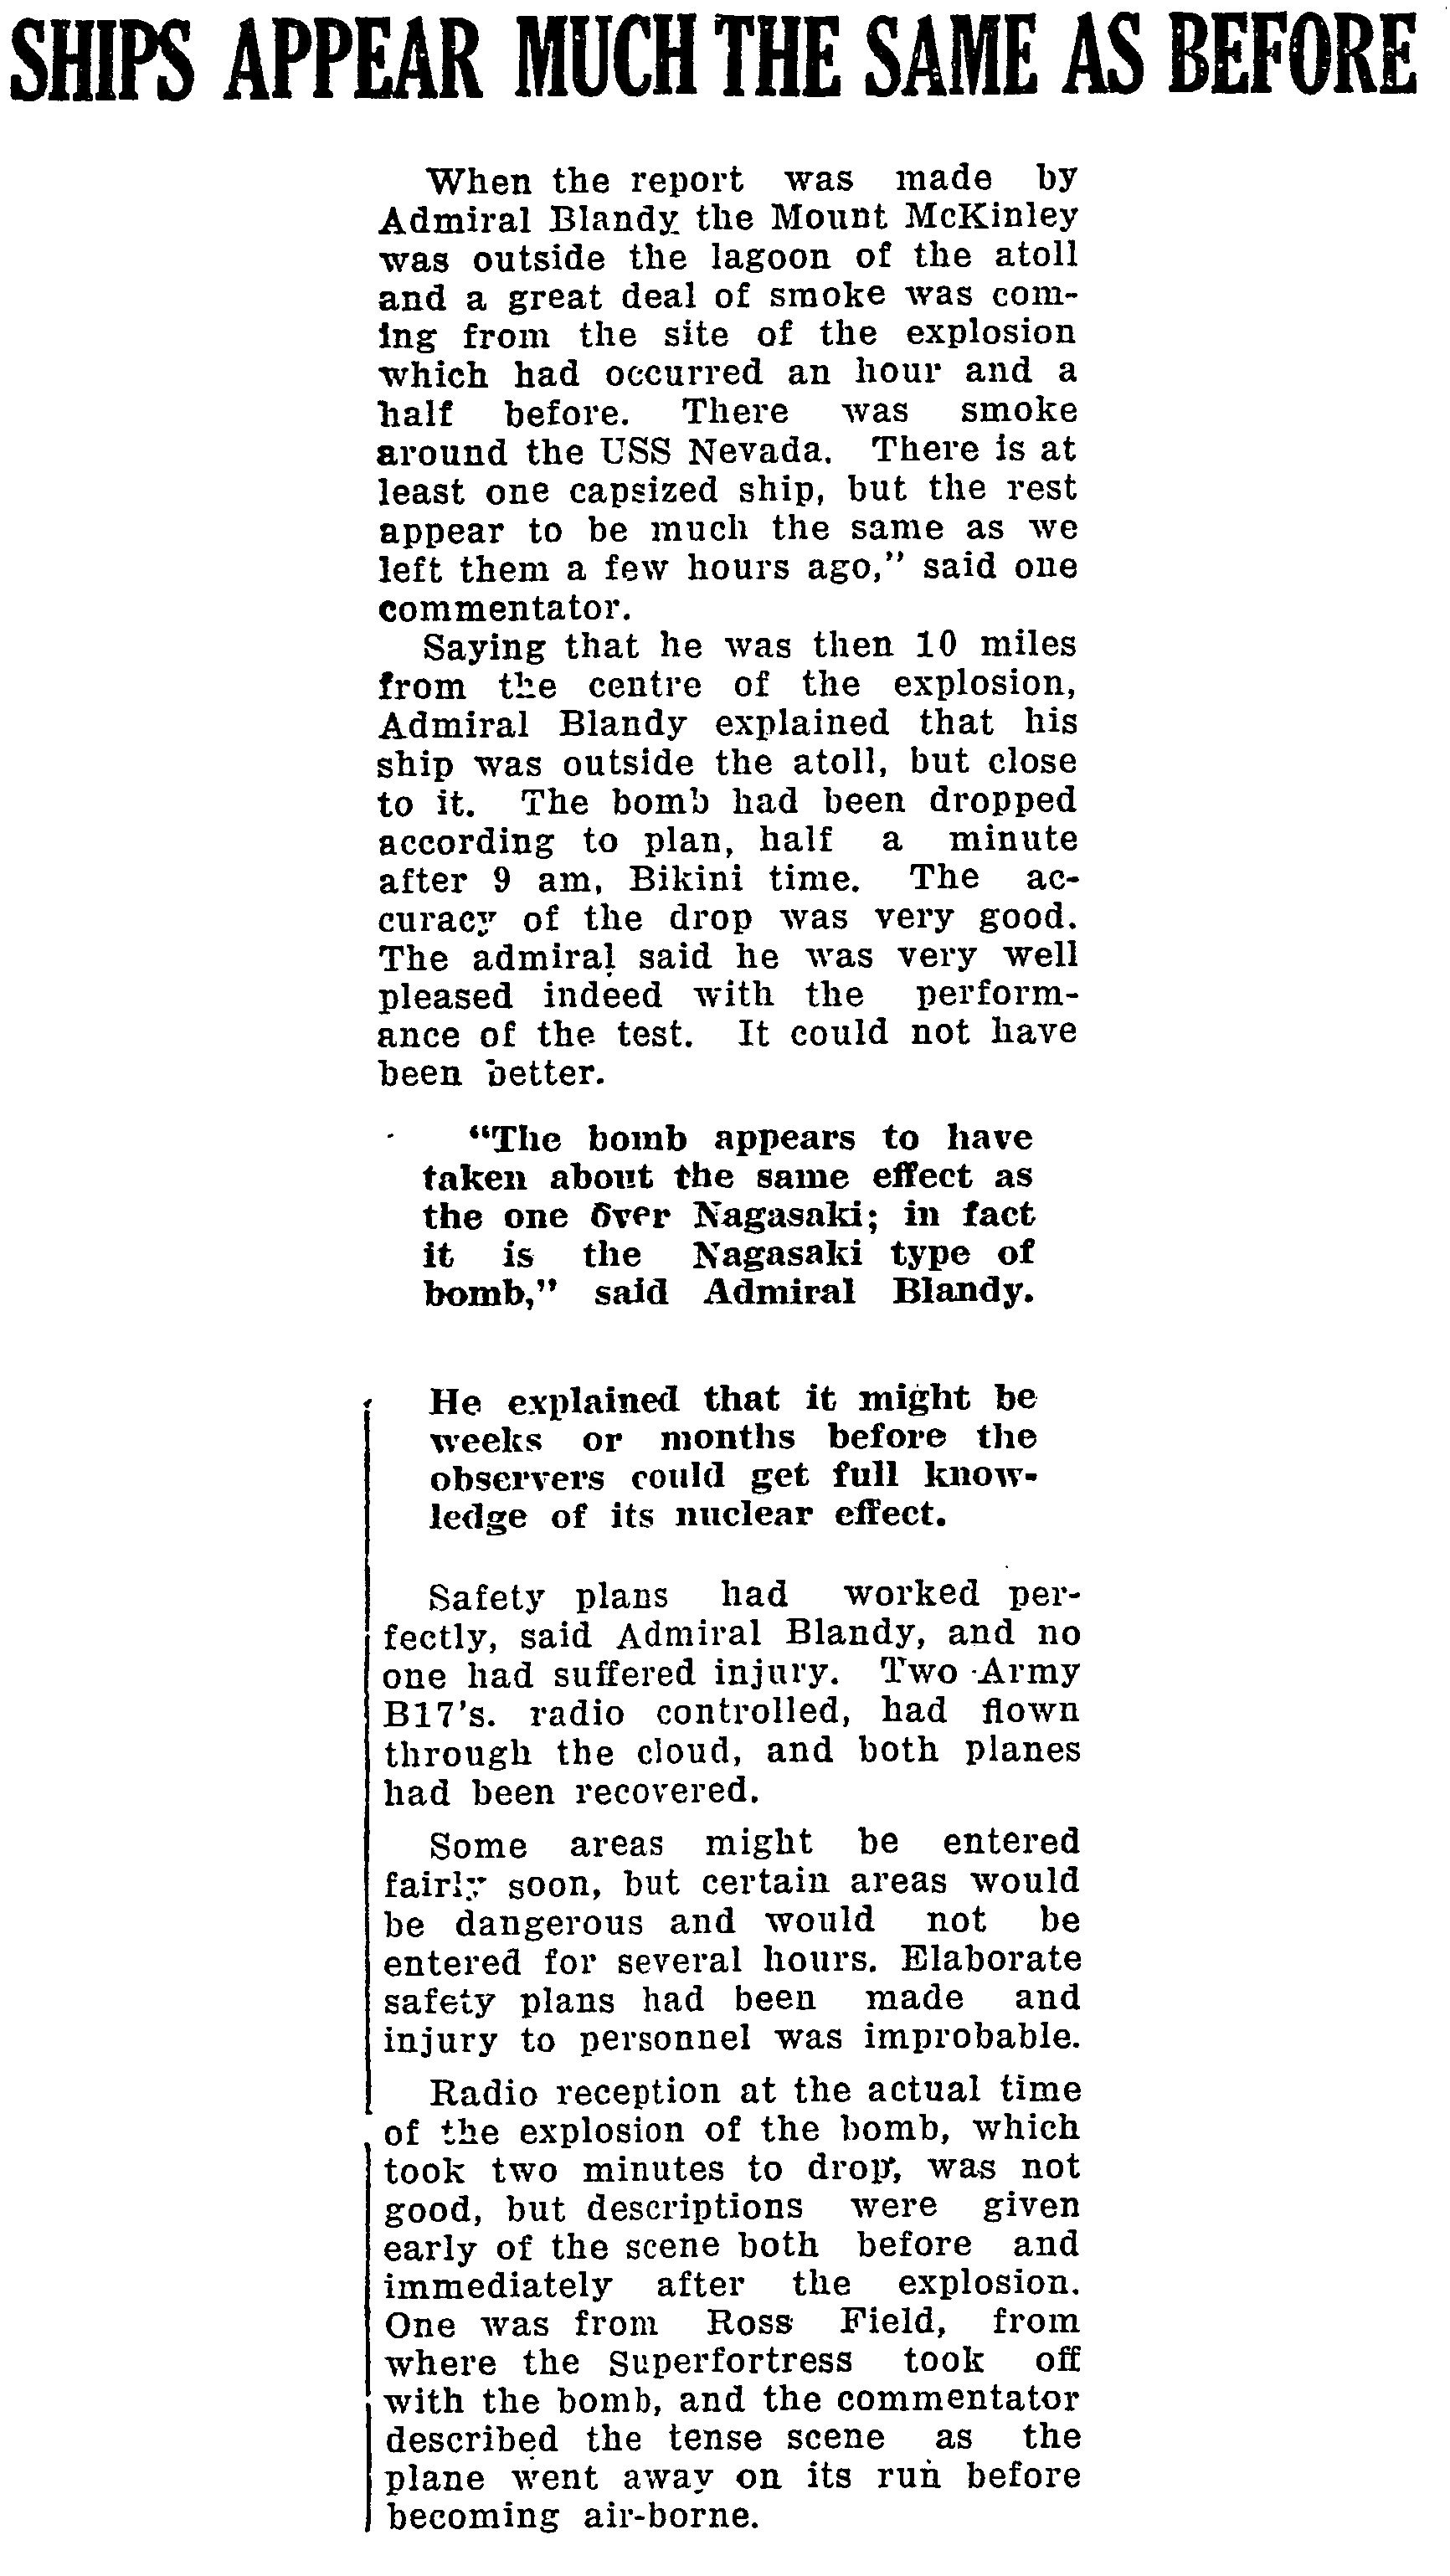 SHIPS APPEAR MUCH THE SAME AS BEFORE
When the report was made by
Admiral Blandy the Mount McKinley
was outside the lagoon of the atoll
and a great deal of smoke was com-
ing from the site of the explosion
which had occurred an hour and a
half before. There was smoke
around the USS Nevada. There is at
least one capsized ship, but the rest
appear to be much the same as we
left them a few hours ago," said one
commentator.
Saying that he was then 10 miles
from the centre of the explosion,
Admiral Blandy explained that his
ship was outside the atoll, but close
to it. The bomb had been dropped
according to plan, half a minute
after 9 am, Bikini time. The ac-
curacy of the drop was very good.
The admiral said he was very well
pleased indeed with the perform-
ance of the test. It could not have
been better.
"The bomb appears to have
taken about the same effect as
the one over Nagasaki; in fact
it is the Nagasaki type of
bomb," said Admiral Blandy.
He explained that it might be
weeks or months before the
observers could get full know-
ledge of its nuclear effect.
Safety plans had worked per-
fectly, said Admiral Blandy, and no
one had suffered injury. Two Army
B17's. radio controlled, had flown
through the cloud, and both planes
had been recovered.
Some areas might be entered
fairly soon, but certain areas would
be dangerous and would not be
entered for several hours. Elaborate
safety plans had been made and
injury to personnel was improbable.
Radio reception at the actual time
of the explosion of the bomb, which
took two minutes to drop, was not
good, but descriptions were given
early of the scene both before and
immediately after the explosion.
One was from Ross Field, from
where the Superfortress took off
with the bomb, and the commentator
described the tense scene as the
plane went away on its run before
becoming air-borne.